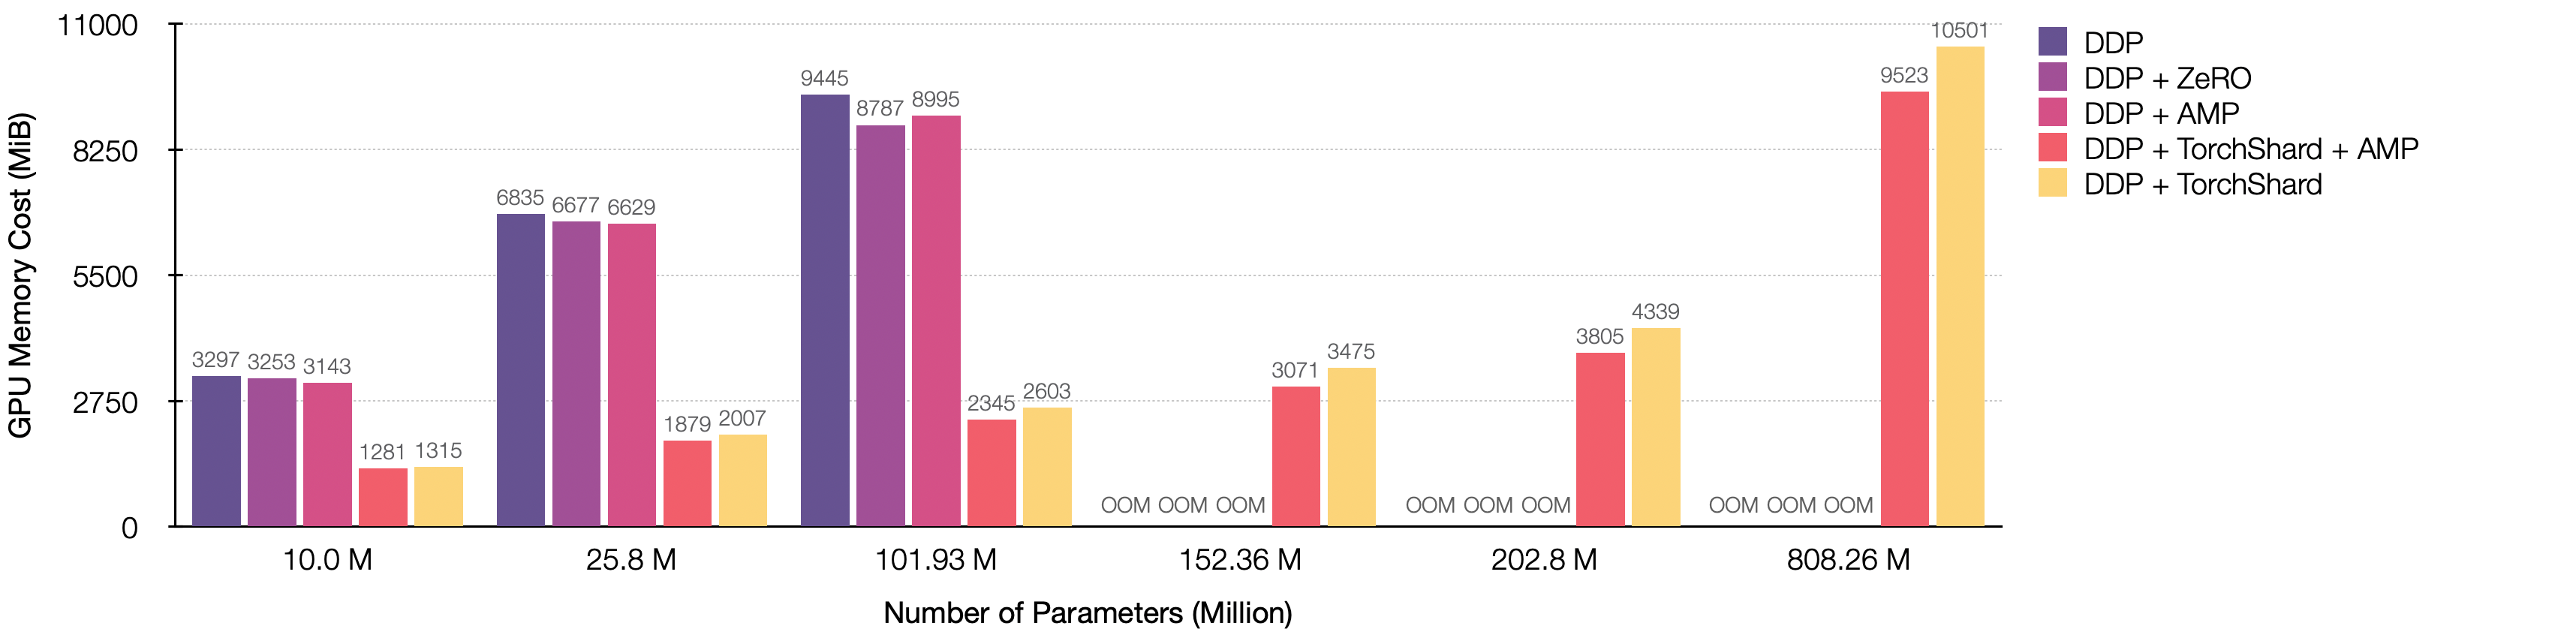 GPU Memory Cost (MiB)
11000
8250
5500
2750
0
3297 3253 3143 1281 1315
6835 6677 6629 1879 2007
9445 8787 8995 2345 2603
OOM OOM OOM 3071 3475
OOM OOM OOM 3805 4339
OOM OOM OOM 9523 10501
10.0 M 25.8 M 101.93 M 152.36 M 202.8 M 808.26 M
Number of Parameters (Million)
DDP
DDP + ZeRO
DDP + AMP
DDP + TorchShard + AMP
DDP + TorchShard